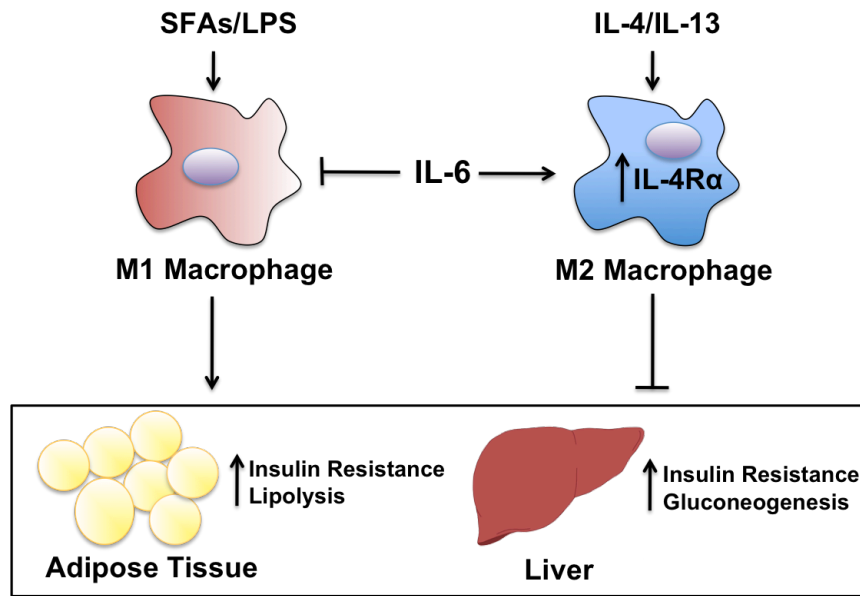 SFAs/LPS
IL-4/IL-13
IL-6
IL-4Rα
M1 Macrophage
M2 Macrophage
Insulin Resistance
Lipolysis
Insulin Resistance
Gluconeogenesis
Adipose Tissue
Liver